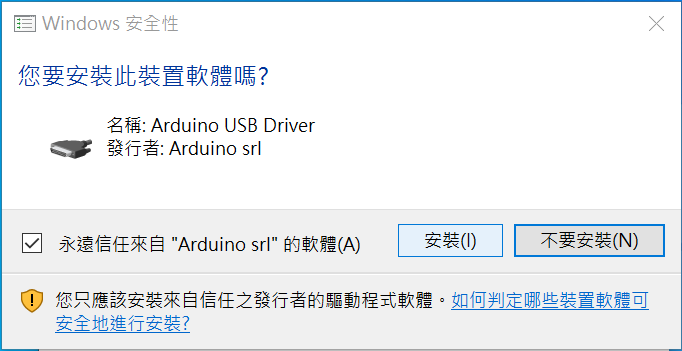 Windows 安全性
您要安裝此裝置軟體嗎?
名稱: Arduino USB Driver
發行者: Arduino srl
永遠信任來自 "Arduino srl" 的軟體(A)
安裝(I)
不要安裝(N)
您只應該安裝來自信任之發行者的驅動程式軟體。如何判定哪些裝置軟體可
安全地進行安裝?